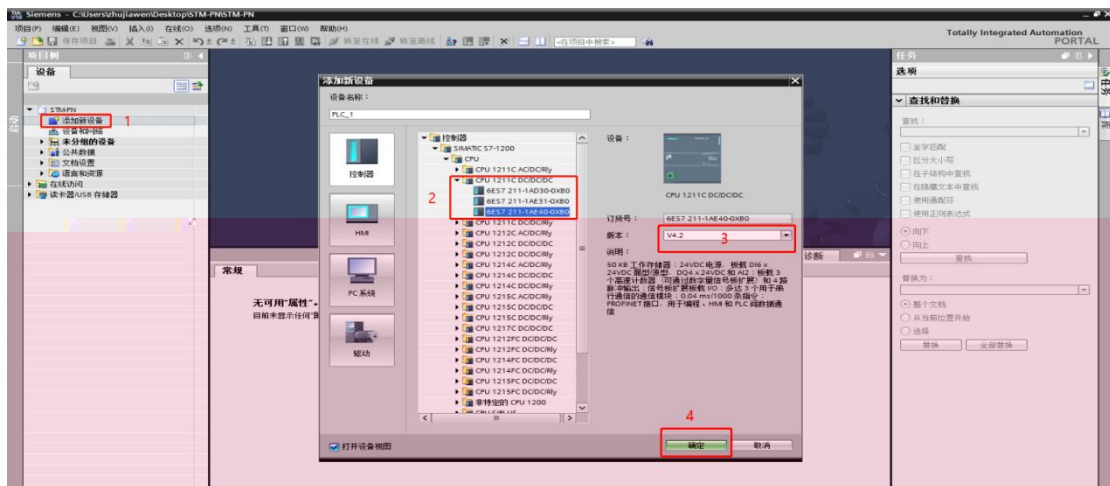 Siemens - C:\Users\zhujiawen\Desktop\STM-PN\STM-PN
项目(P) 编辑(E) 视图(V) 插入(I) 在线(O) 选项(N) 工具(T) 窗口(W) 帮助(H)
保存项目
转至在线
转至离线
<在项目中搜索>
Totally Integrated Automation
PORTAL
项目树
设备
STM-PN
添加新设备
1
设备和网络
未分组的设备
公共数据
文档设置
语言和资源
在线访问
读卡器/USB 存储器
常规
无可用"属性"。
诊断
添加新设备
设备名称：
PLC_1
控制器
HMI
PC 系统
驱动
控制器
SIMATIC S7-1200
CPU
CPU 1211C AC/DC/Rly
CPU 1211C DC/DC/DC
6ES7 211-1AD30-0XB0
6ES7 211-1AE31-0XB0
6ES7 211-1AE40-0XB0
2
CPU 1211C DC/DC/Rly
CPU 1212C AC/DC/Rly
CPU 1212C DC/DC/DC
CPU 1212C DC/DC/Rly
CPU 1214C AC/DC/Rly
CPU 1214C DC/DC/DC
CPU 1214C DC/DC/Rly
CPU 1215C AC/DC/Rly
CPU 1215C DC/DC/DC
CPU 1215C DC/DC/Rly
CPU 1217C DC/DC/DC
CPU 1212FC DC/DC/DC
CPU 1212FC DC/DC/Rly
CPU 1214FC DC/DC/DC
CPU 1214FC DC/DC/Rly
CPU 1215FC DC/DC/DC
CPU 1215FC DC/DC/Rly
非特定的 CPU 1200
设备：
CPU 1211C DC/DC/DC
订货号：
6ES7 211-1AE40-0XB0
版本：
V4.2
3
说明：
50 KB 工作存储器；24VDC 电源，板载 DI6 x
24VDC 漏型/源型，DQ4 x 24VDC 和 AI2；板载 3
个高速计数器（可通过数字量信号板扩展）和 4 路
脉冲输出；信号板扩展板载 I/O；多达 3 个用于串
行通信的通信模块；0.04 ms/1000 条指令；
PROFINET 接口，用于编程、HMI 和 PLC 间数据通
信
4
打开设备视图
确定
取消
任务
选项
查找和替换
查找：
全字匹配
区分大小写
在子结构中查找
在隐藏文本中查找
使用通配符
使用正则表达式
向下
向上
查找
替换为：
整个文档
从当前位置开始
选择
替换
全部替换
任务
库